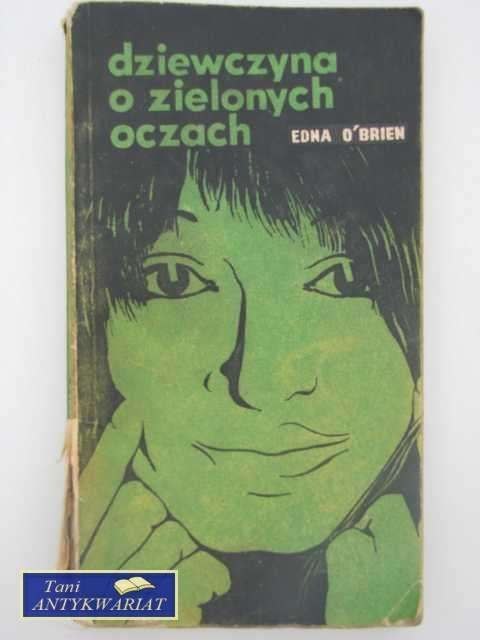 dziewczyna
o zielonych
oczach
EDNA O'BRIEN
Tani
ANTYKWARIAT